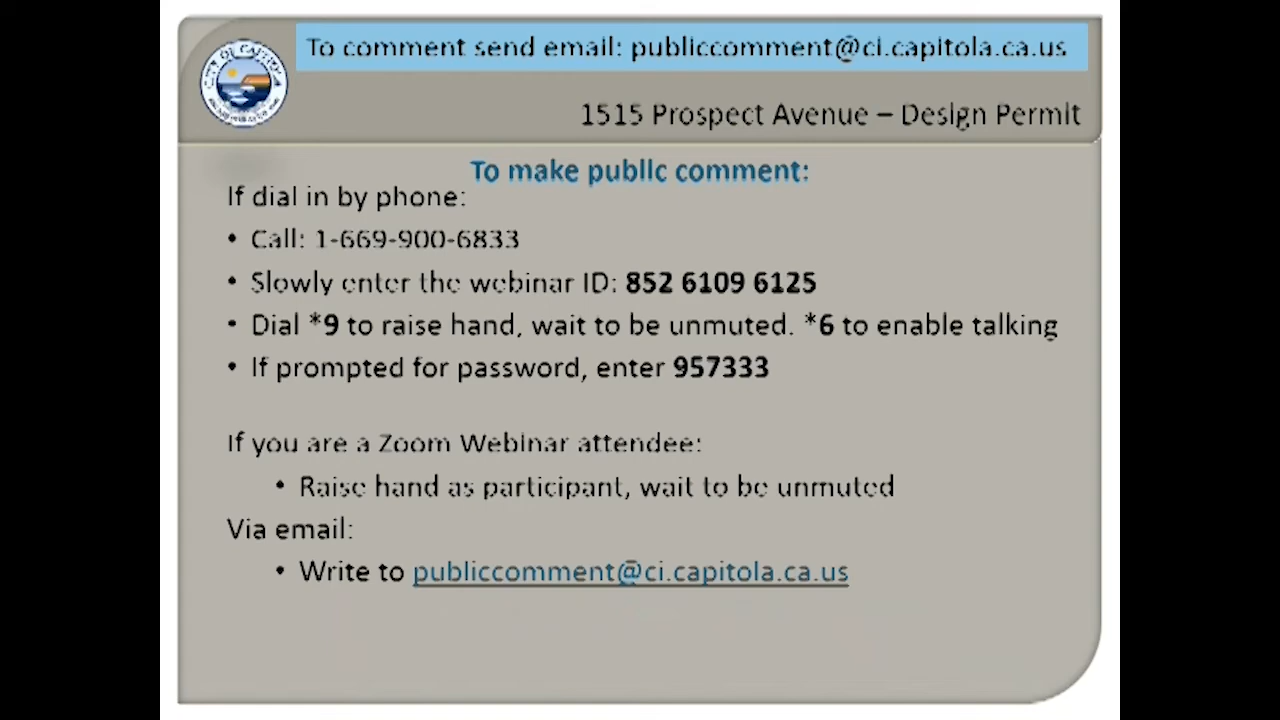 To comment send email: publiccomment@ci.capitola.ca.us
CITY OF CAPITOLA
1515 Prospect Avenue – Design Permit
To make public comment:
If dial in by phone:
• Call: 1-669-900-6833
• Slowly enter the webinar ID: 852 6109 6125
• Dial *9 to raise hand, wait to be unmuted. *6 to enable talking
• If prompted for password, enter 957333
If you are a Zoom Webinar attendee:
• Raise hand as participant, wait to be unmuted
Via email:
• Write to publiccomment@ci.capitola.ca.us